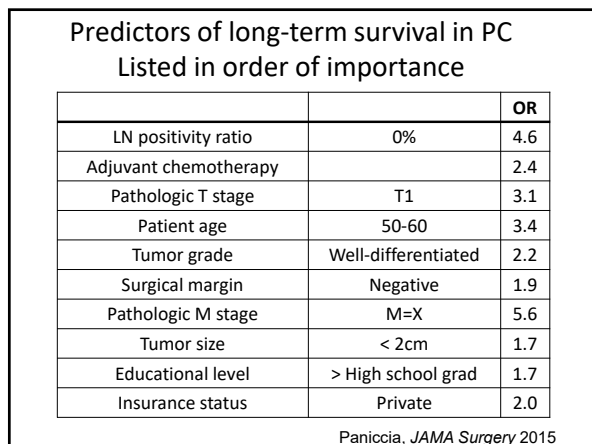 Predictors of long-term survival in PC
Listed in order of importance
OR
LN positivity ratio 0% 4.6
Adjuvant chemotherapy 2.4
Pathologic T stage T1 3.1
Patient age 50-60 3.4
Tumor grade Well-differentiated 2.2
Surgical margin Negative 1.9
Pathologic M stage M=X 5.6
Tumor size < 2cm 1.7
Educational level > High school grad 1.7
Insurance status Private 2.0
Paniccia, JAMA Surgery 2015